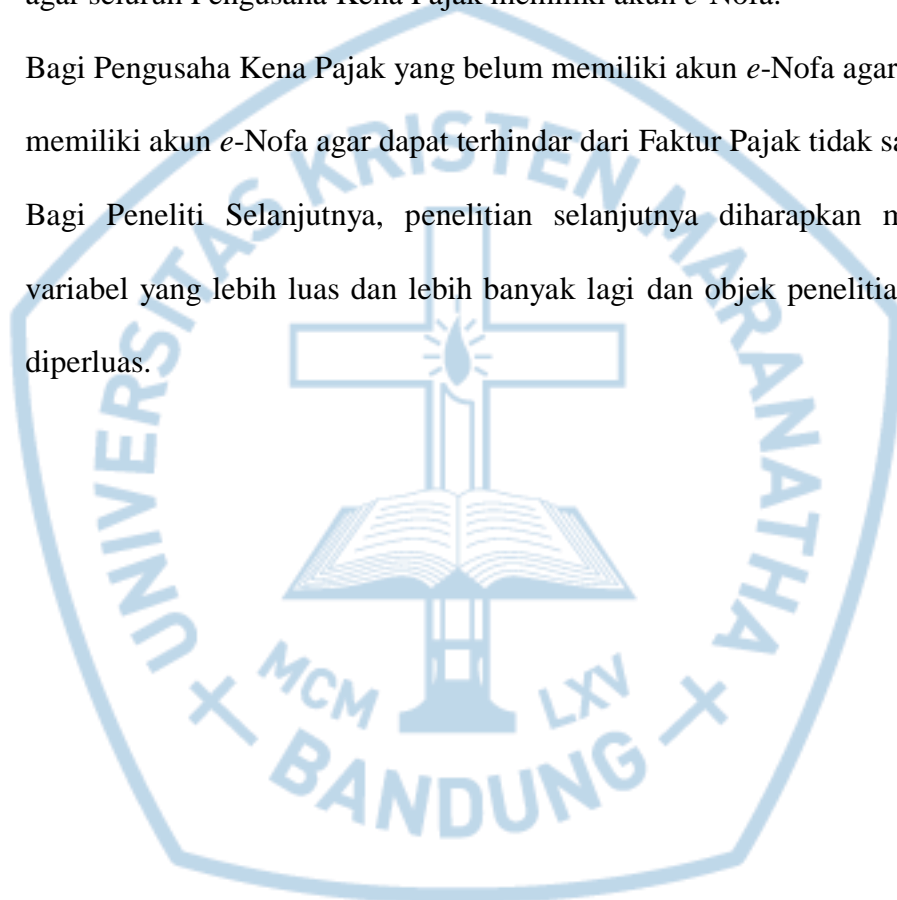 agar seluruh Pengusaha Kena Pajak memiliki akun e-Nofa.
Bagi Pengusaha Kena Pajak yang belum memiliki akun e-Nofa agar
memiliki akun e-Nofa agar dapat terhindar dari Faktur Pajak tidak
Bagi Peneliti Selanjutnya, penelitian selanjutnya diharapkan
variabel yang lebih luas dan lebih banyak lagi dan objek
diperluas.
UNIVERSITAS KRISTEN MARANATHA
MCM LXV
BANDUNG